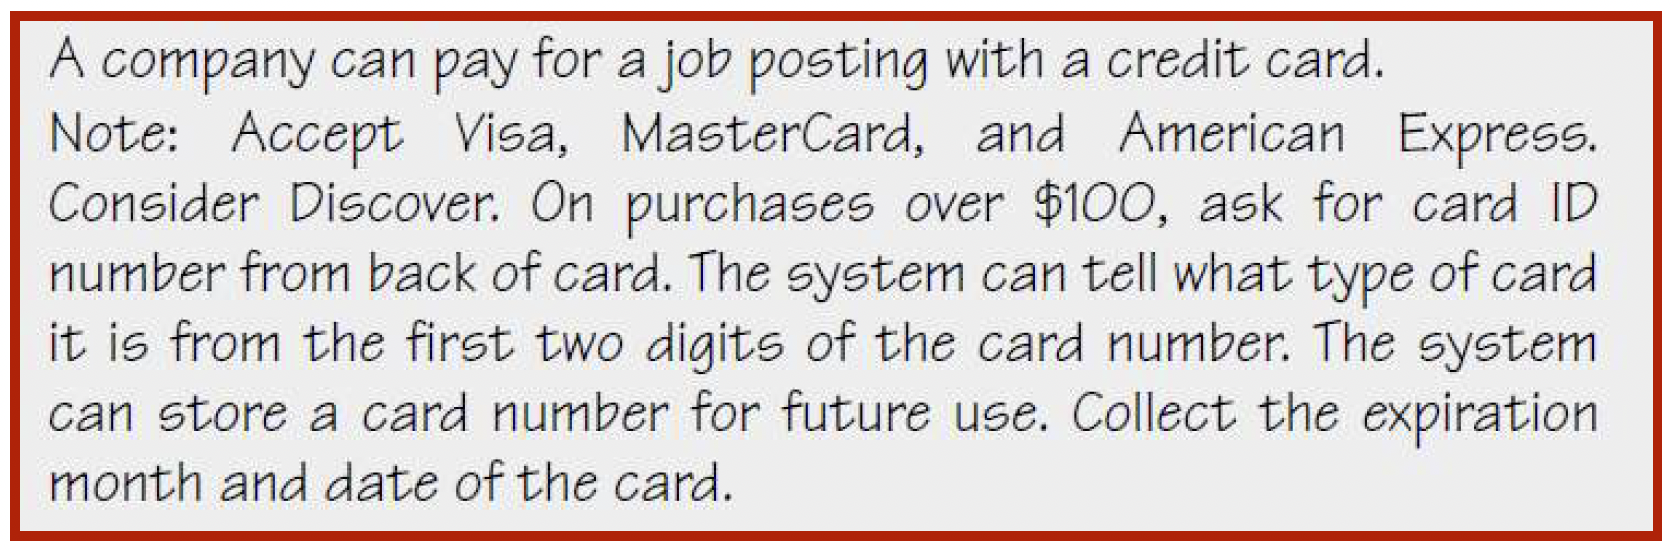 A company can pay for a job posting with a credit card.
Note: Accept Visa, MasterCard, and American Express.
Consider Discover. On purchases over $100, ask for card ID
number from back of card. The system can tell what type of card
it is from the first two digits of the card number. The system
can store a card number for future use. Collect the expiration
month and date of the card.